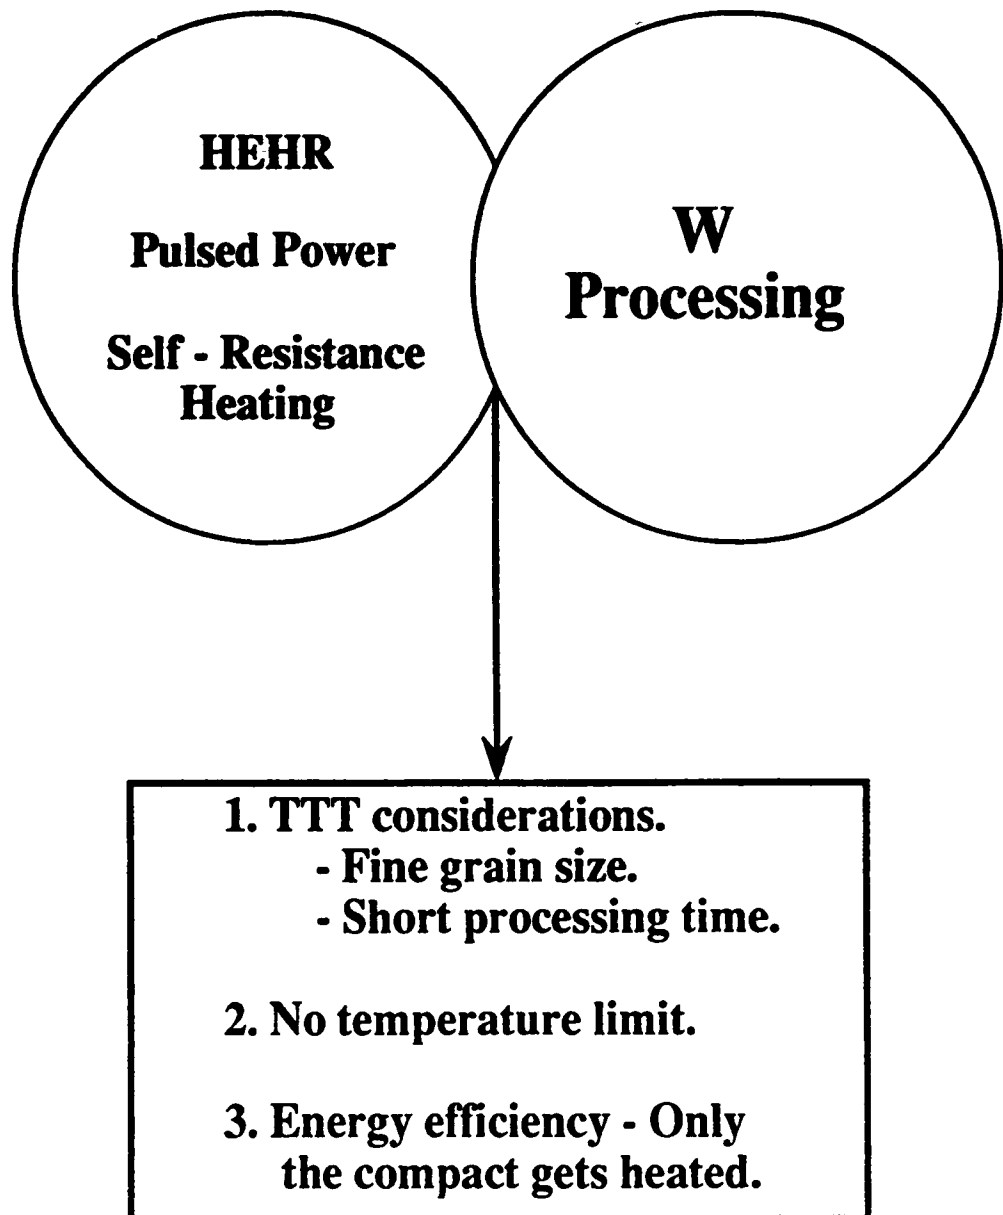 HEHR
Pulsed Power
Self - Resistance
Heating
W
Processing
1. TTT considerations.
- Fine grain size.
- Short processing time.
2. No temperature limit.
3. Energy efficiency - Only
the compact gets heated.